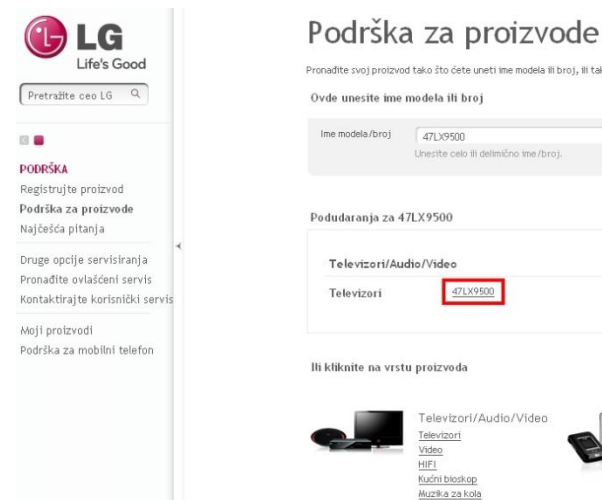 LG
Life's Good
Pretražite ceo LG
PODRŠKA
Registrujte proizvod
Podrška za proizvode
Najčešća pitanja
Druge opcije servisiranja
Pronađite ovlašćeni servis
Kontaktirajte korisnički servis
Moji proizvodi
Podrška za mobilni telefon
Podrška za proizvode
Pronađite svoj proizvod tako što ćete uneti ime modela ili broj, ili
Ovde unesite ime modela ili broj
Ime modela/broj
47LX9500
Unesite celo ili delimično ime/broj.
Podudaranja za 47LX9500
Televizori/Audio/Video
Televizori
47LX9500
Ili kliknite na vrstu proizvoda
Televizori/Audio/Video
Televizori
Video
HIFI
Kućni bioskop
Muzika za kola